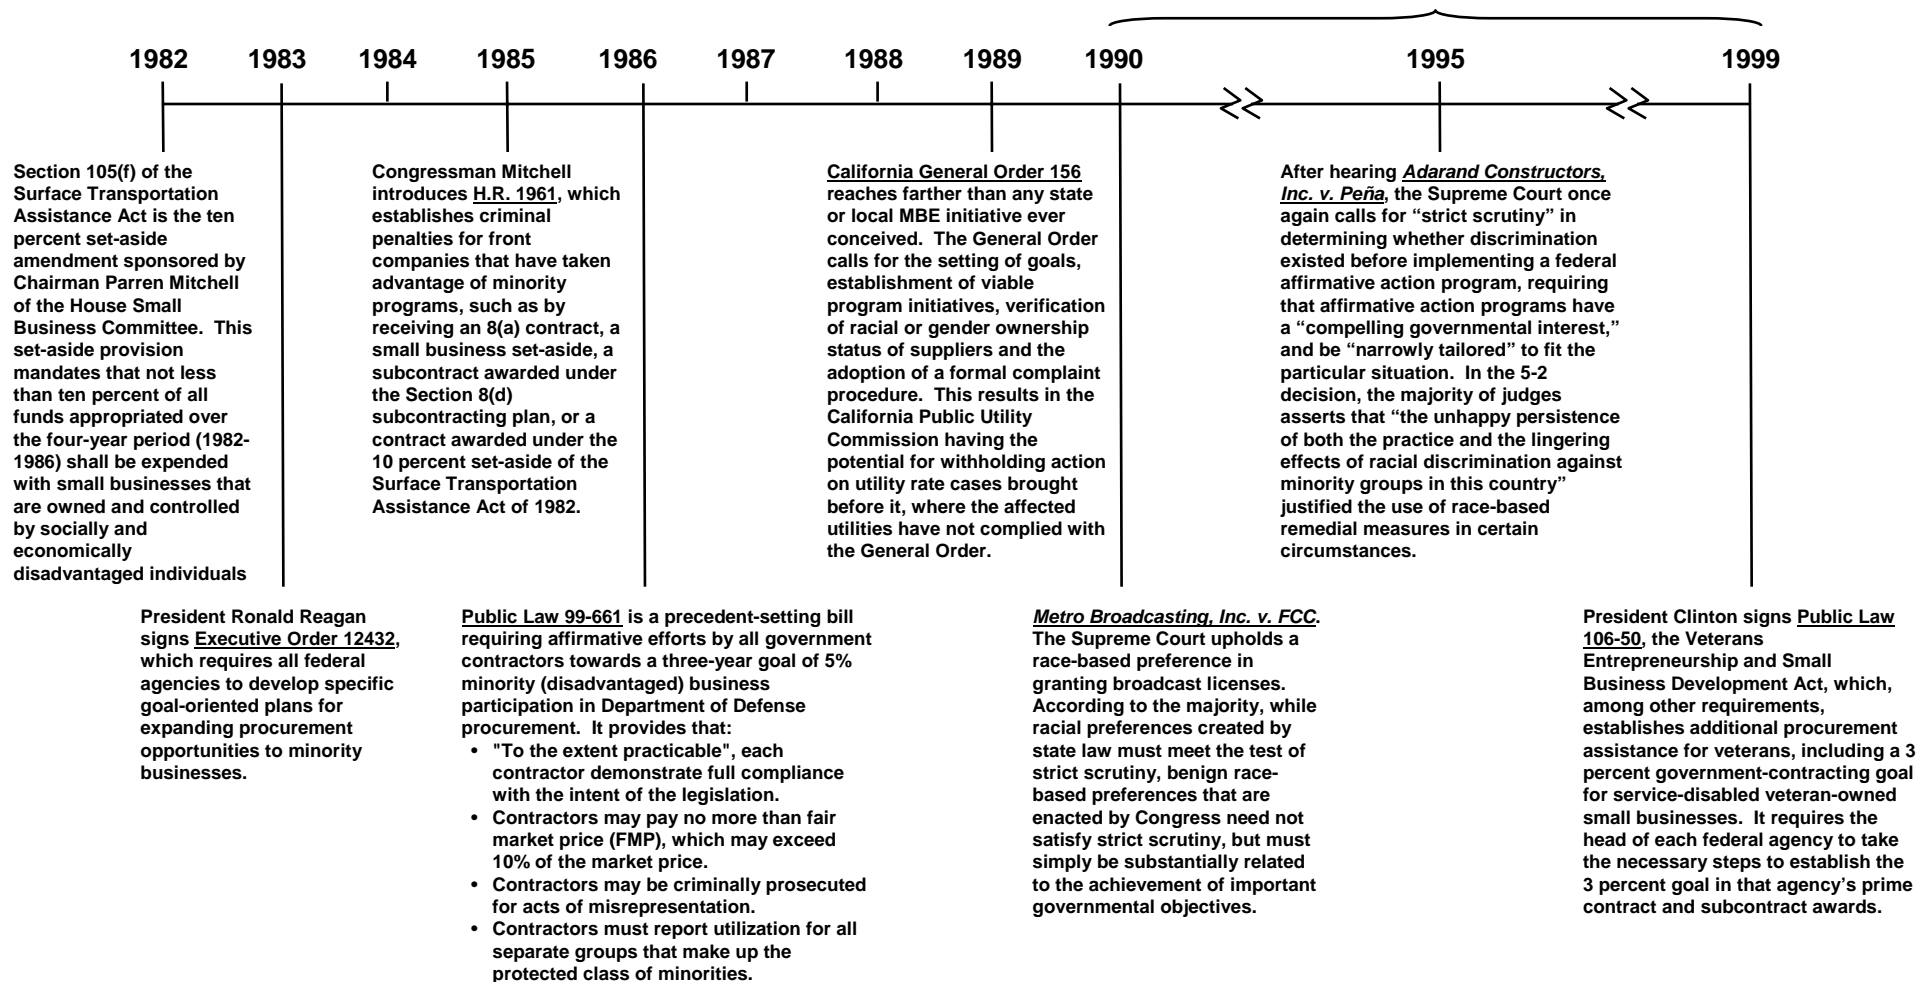 1982 1983 1984 1985 1986 1987 1988 1989 1990 1995 1999
Section 105(f) of the
Surface Transportation
Assistance Act is the ten
percent set-aside
amendment sponsored by
Chairman Parren Mitchell
of the House Small
Business Committee. This
set-aside provision
mandates that not less
than ten percent of all
funds appropriated over
the four-year period (1982-
1986) shall be expended
with small businesses that
are owned and controlled
by socially and
economically
disadvantaged individuals
Congressman Mitchell
introduces H.R. 1961, which
establishes criminal
penalties for front
companies that have taken
advantage of minority
programs, such as by
receiving an 8(a) contract, a
small business set-aside, a
subcontract awarded under
the Section 8(d)
subcontracting plan, or a
contract awarded under the
10 percent set-aside of the
Surface Transportation
Assistance Act of 1982.
California General Order 156
reaches farther than any state
or local MBE initiative ever
conceived. The General Order
calls for the setting of goals,
establishment of viable
program initiatives, verification
of racial or gender ownership
status of suppliers and the
adoption of a formal complaint
procedure. This results in the
California Public Utility
Commission having the
potential for withholding action
on utility rate cases brought
before it, where the affected
utilities have not complied with
the General Order.
After hearing Adarand Constructors,
Inc. v. Peña, the Supreme Court once
again calls for “strict scrutiny” in
determining whether discrimination
existed before implementing a federal
affirmative action program, requiring
that affirmative action programs have
a “compelling governmental interest,”
and be “narrowly tailored” to fit the
particular situation. In the 5-2
decision, the majority of judges
asserts that “the unhappy persistence
of both the practice and the lingering
effects of racial discrimination against
minority groups in this country”
justified the use of race-based
remedial measures in certain
circumstances.
President Ronald Reagan
signs Executive Order 12432,
which requires all federal
agencies to develop specific
goal-oriented plans for
expanding procurement
opportunities to minority
businesses.
Public Law 99-661 is a precedent-setting bill
requiring affirmative efforts by all government
contractors towards a three-year goal of 5%
minority (disadvantaged) business
participation in Department of Defense
procurement. It provides that:
• "To the extent practicable", each
contractor demonstrate full compliance
with the intent of the legislation.
• Contractors may pay no more than fair
market price (FMP), which may exceed
10% of the market price.
• Contractors may be criminally prosecuted
for acts of misrepresentation.
• Contractors must report utilization for all
separate groups that make up the
protected class of minorities.
Metro Broadcasting, Inc. v. FCC.
The Supreme Court upholds a
race-based preference in
granting broadcast licenses.
According to the majority, while
racial preferences created by
state law must meet the test of
strict scrutiny, benign race-
based preferences that are
enacted by Congress need not
satisfy strict scrutiny, but must
simply be substantially related
to the achievement of important
governmental objectives.
President Clinton signs Public Law
106-50, the Veterans
Entrepreneurship and Small
Business Development Act, which,
among other requirements,
establishes additional procurement
assistance for veterans, including a 3
percent government-contracting goal
for service-disabled veteran-owned
small businesses. It requires the
head of each federal agency to take
the necessary steps to establish the
3 percent goal in that agency’s prime
contract and subcontract awards.